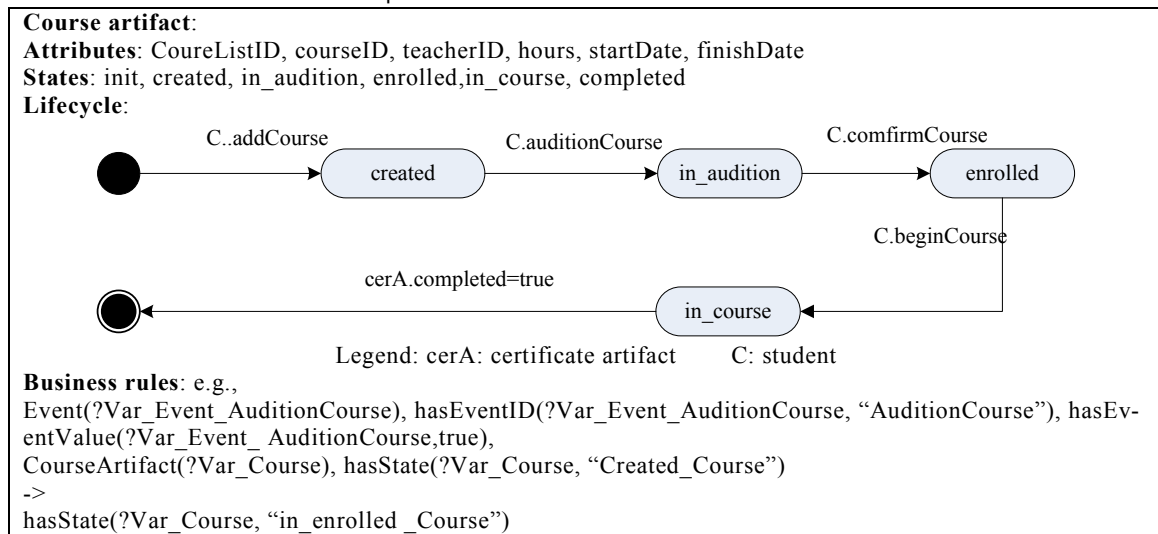 Course artifact:
Attributes: CoureListID, courseID, teacherID, hours, startDate, finishDate
States: init, created, in_audition, enrolled,in_course, completed
Lifecycle:
C..addCourse
C.auditionCourse
C.comfirmCourse
created
in_audition
enrolled
C.beginCourse
cerA.completed=true
in_course
Legend: cerA: certificate artifact C: student
Business rules: e.g.,
Event(?Var_Event_AuditionCourse), hasEventID(?Var_Event_AuditionCourse, “AuditionCourse”), hasEv-
entValue(?Var_Event_ AuditionCourse,true),
CourseArtifact(?Var_Course), hasState(?Var_Course, “Created_Course”)
->
hasState(?Var_Course, “in_enrolled _Course”)